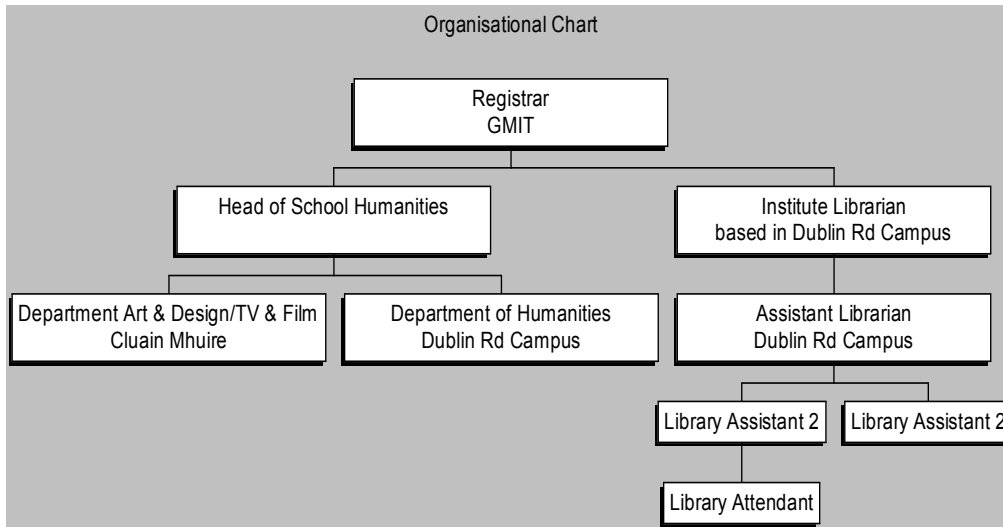 Organisational Chart
Registrar
GMIT
Head of School Humanities
Institute Librarian
based in Dublin Rd Campus
Department Art & Design/TV & Film
Cluain Mhuire
Department of Humanities
Dublin Rd Campus
Assistant Librarian
Dublin Rd Campus
Library Assistant 2
Library Assistant 2
Library Attendant